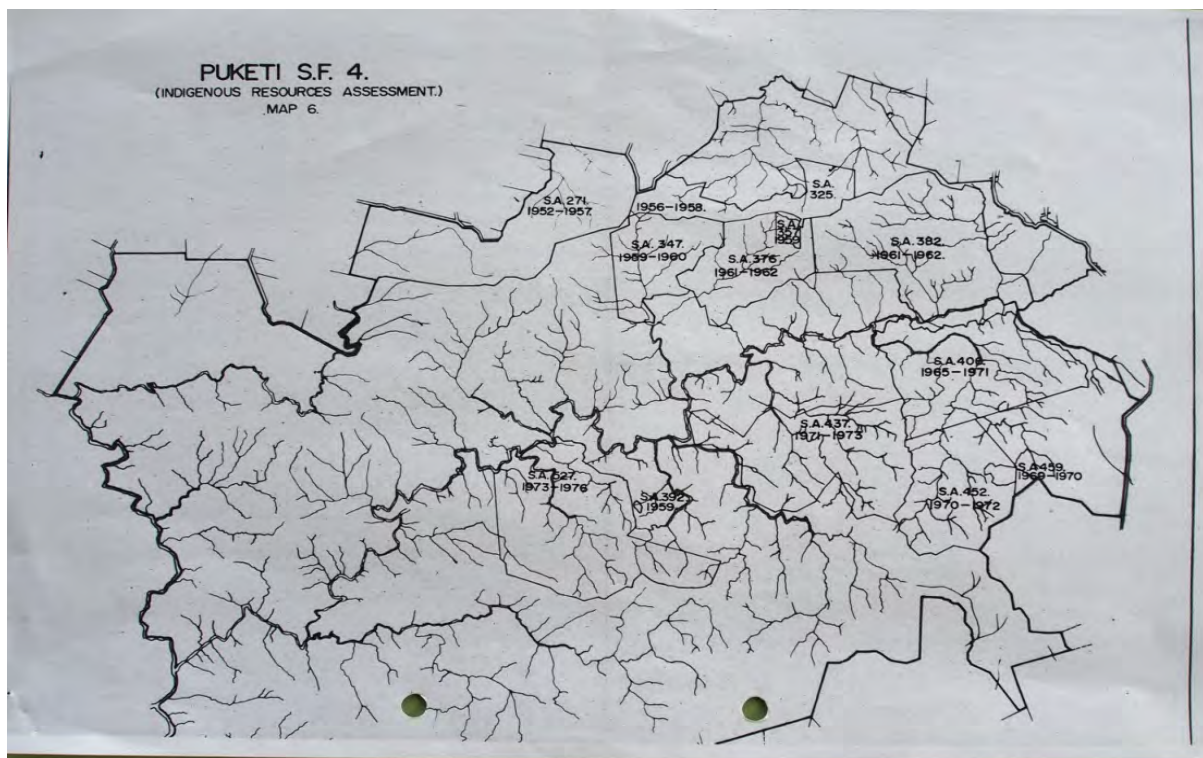 PUKETI S.F. 4.
(INDIGENOUS RESOURCES ASSESSMENT.)
MAP 6.
S.A. 271.
1952-1957.
1956-1958.
S.A.
325.
S.A. 347.
1959-1960
S.A. 376.
1961-1962
S.A. 382.
1961-1962.
S.A. 406.
1965-1971
S.A. 437.
1971-1973
S.A. 459.
1969-1970
S.A. 452.
1970-1972
S.A. 527.
1973-1976
S.A. 392.
1959.